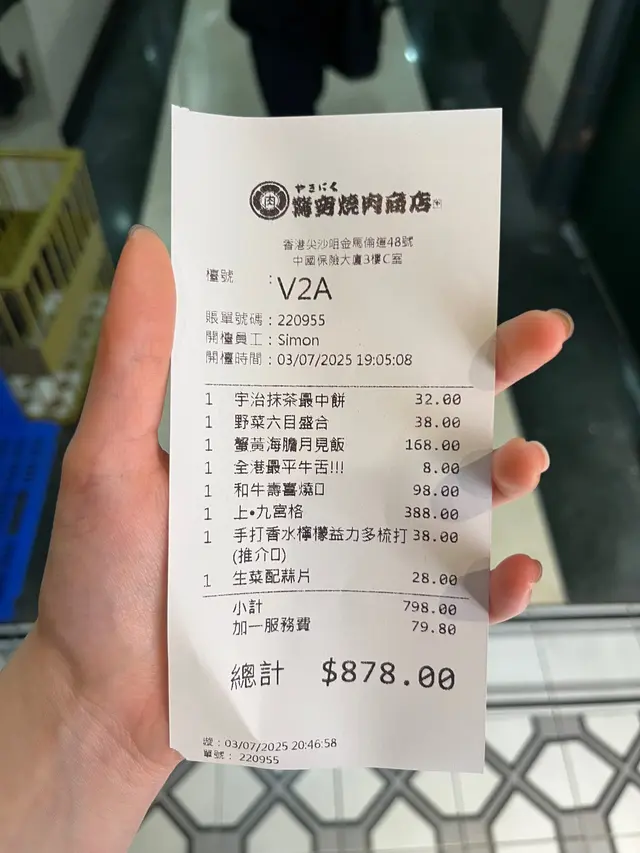 やきにく
燒肉商店
肉
香港尖沙咀金馬倫道48號
中國保險大廈3樓C室
檯號 : V2A
賬單號碼 : 220955
開檯員工 : Simon
開檯時間 : 03/07/2025 19:05:08
1 宇治抹茶最中餅 32.00
1 野菜六目盛合 38.00
1 蟹黃海膽月見飯 168.00
1 全港最平牛舌!!! 8.00
1 和牛壽喜燒口 98.00
1 上•九宮格 388.00
1 手打香水檸檬益力多梳打 38.00
(推介口)
1 生菜配蒜片 28.00
小計 798.00
加一服務費 79.80
總計 $878.00
: 03/07/2025 20:46:58
單號 : 220955